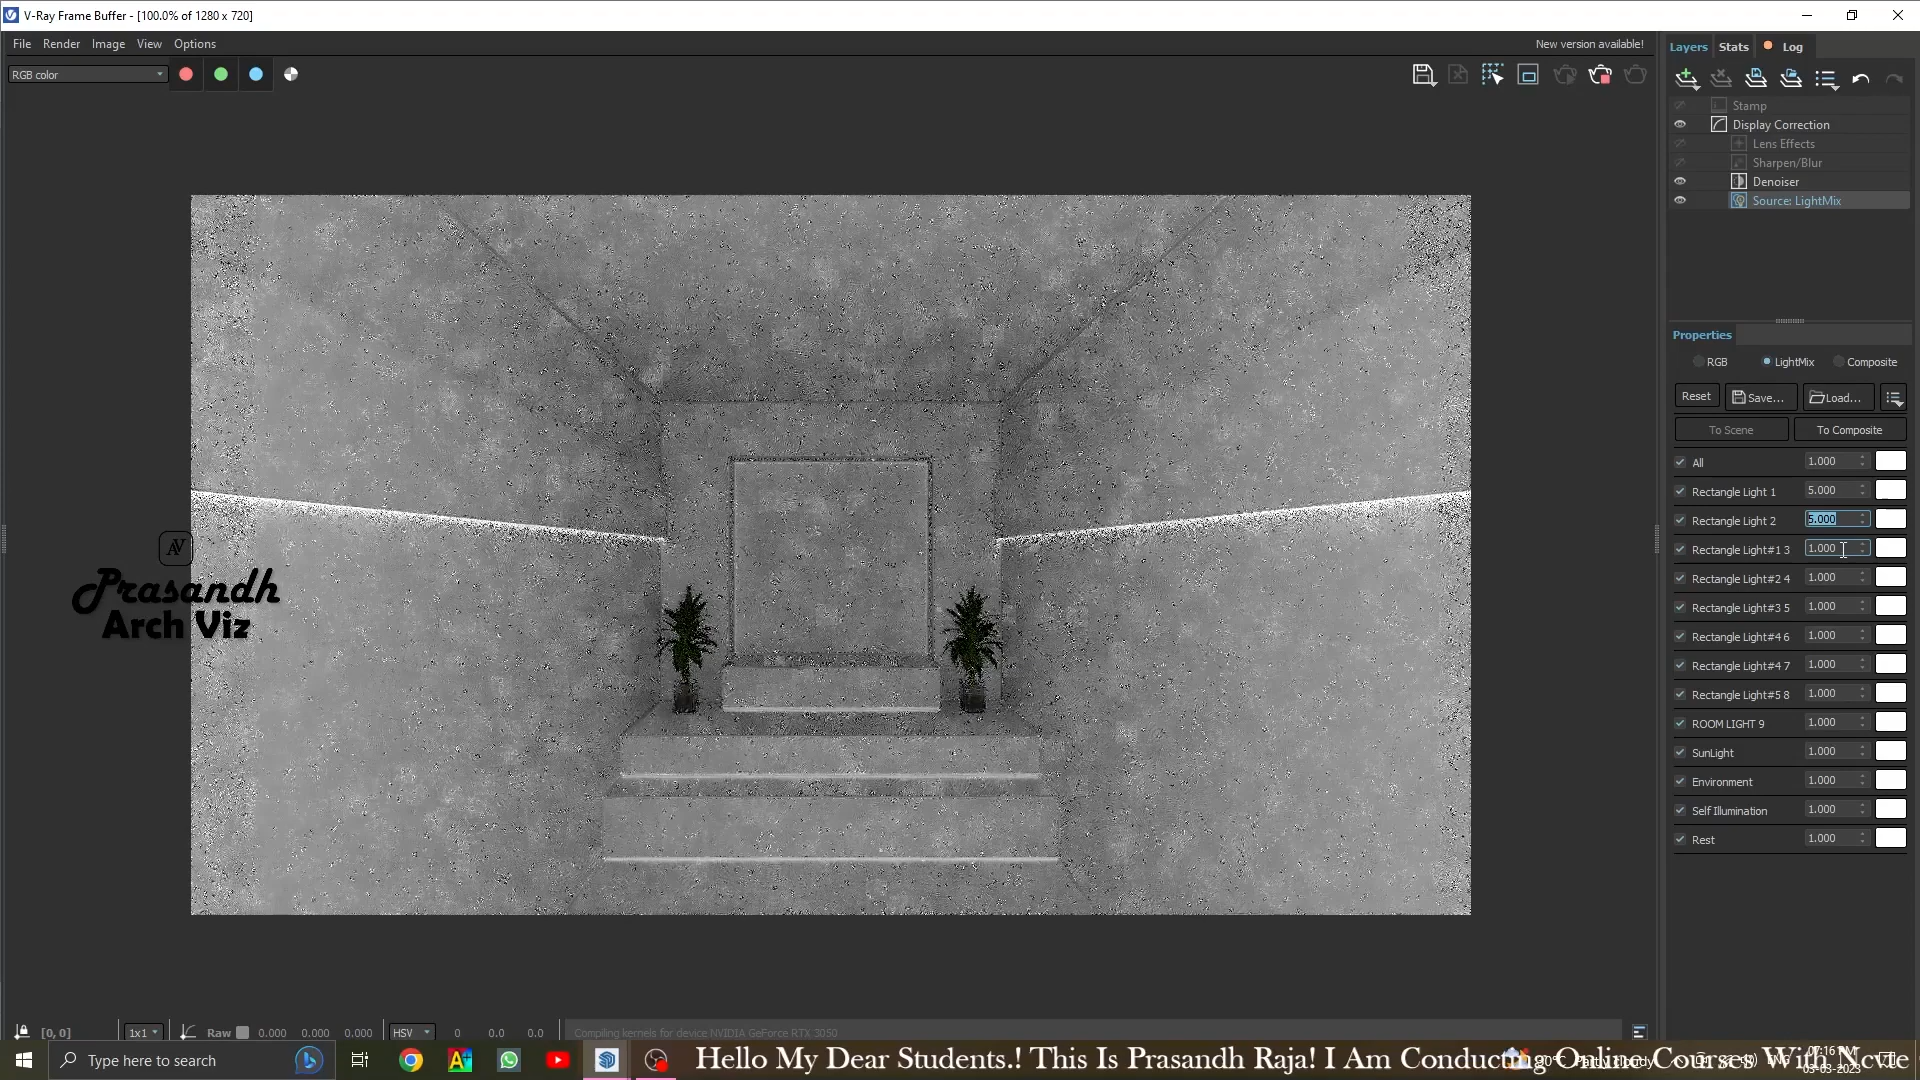 V-Ray Frame Buffer - [100.0% of 1280 x 720]
File Render Image View Options
New version available!
RGB color
Layers Stats Log
Stamp
Display Correction
Lens Effects
Sharpen/Blur
Denoiser
Source: LightMix
Properties
RGB LightMix Composite
Reset Save... Load...
To Scene To Composite
All 1.000
Rectangle Light 1 5.000
Rectangle Light 2 5.000
Rectangle Light#1 3 1.000
Rectangle Light#2 4 1.000
Rectangle Light#3 5 1.000
Rectangle Light#4 6 1.000
Rectangle Light#4 7 1.000
Rectangle Light#5 8 1.000
ROOM LIGHT 9 1.000
SunLight 1.000
Environment 1.000
Self Illumination 1.000
Rest 1.000
AV
Prasandh
Arch Viz
[0, 0] 1x1 Raw 0.000 0.000 0.000 HSV 0 0.0 0.0 Compiling kernels for device NVIDIA GeForce RTX 3050
Type here to search
Hello My Dear Students.! This Is Prasandh Raja! I Am Conducting Online Courses With